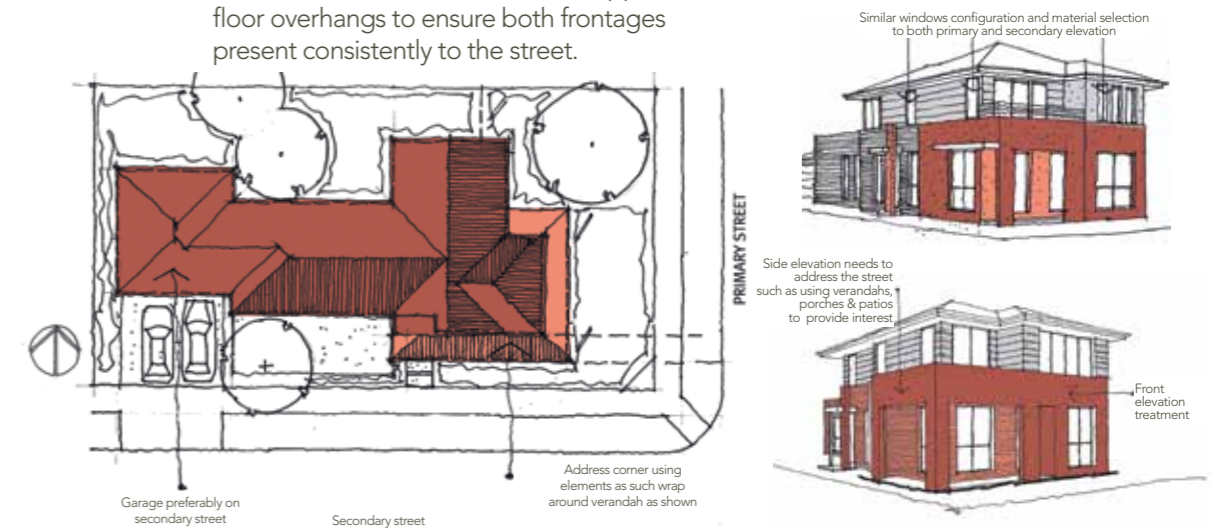 floor overhangs to ensure both frontages
present consistently to the street.
Similar windows configuration and material selection
to both primary and secondary elevation
PRIMARY STREET
Side elevation needs to
address the street
such as using verandahs,
porches & patios
to provide interest
Front
elevation
treatment
Address corner using
elements as such wrap
around verandah as shown
Garage preferably on
secondary street
Secondary street